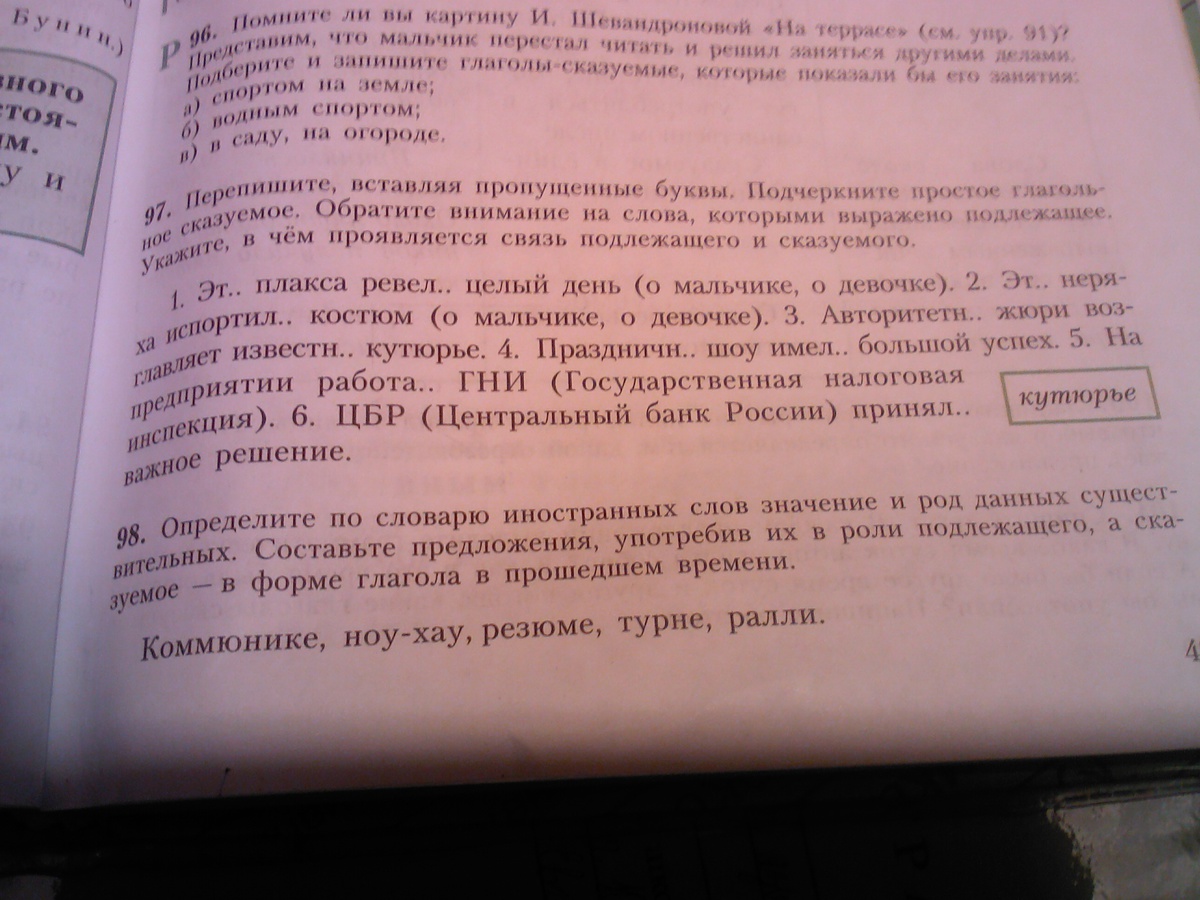 Бунин.)
вного
стоя-
им.
у и
Р 96. Помните ли вы картину И. Шевандроновой «На террасе» (см. упр. 91)?
Представим, что мальчик перестал читать и решил заняться другими делами.
Подберите и запишите глаголы-сказуемые, которые показали бы его занятия:
а) спортом на земле;
б) водным спортом;
в) в саду, на огороде.
97. Перепишите, вставляя пропущенные буквы. Подчеркните простое глаголь-
ное сказуемое. Обратите внимание на слова, которыми выражено подлежащее.
Укажите, в чём проявляется связь подлежащего и сказуемого.
1. Эт.. плакса ревел.. целый день (о мальчике, о девочке). 2. Эт.. неря-
ха испортил.. костюм (о мальчике, о девочке). 3. Авторитетн.. жюри воз-
главляет известн.. кутюрье. 4. Праздничн.. шоу имел.. большой успех. 5. На
предприятии работа.. ГНИ (Государственная налоговая
инспекция). 6. ЦБР (Центральный банк России) принял..
важное решение.
кутюрье
98. Определите по словарю иностранных слов значение и род данных сущест-
вительных. Составьте предложения, употребив их в роли подлежащего, а ска-
зуемое — в форме глагола в прошедшем времени.
Коммюнике, ноу-хау, резюме, турне, ралли.
4